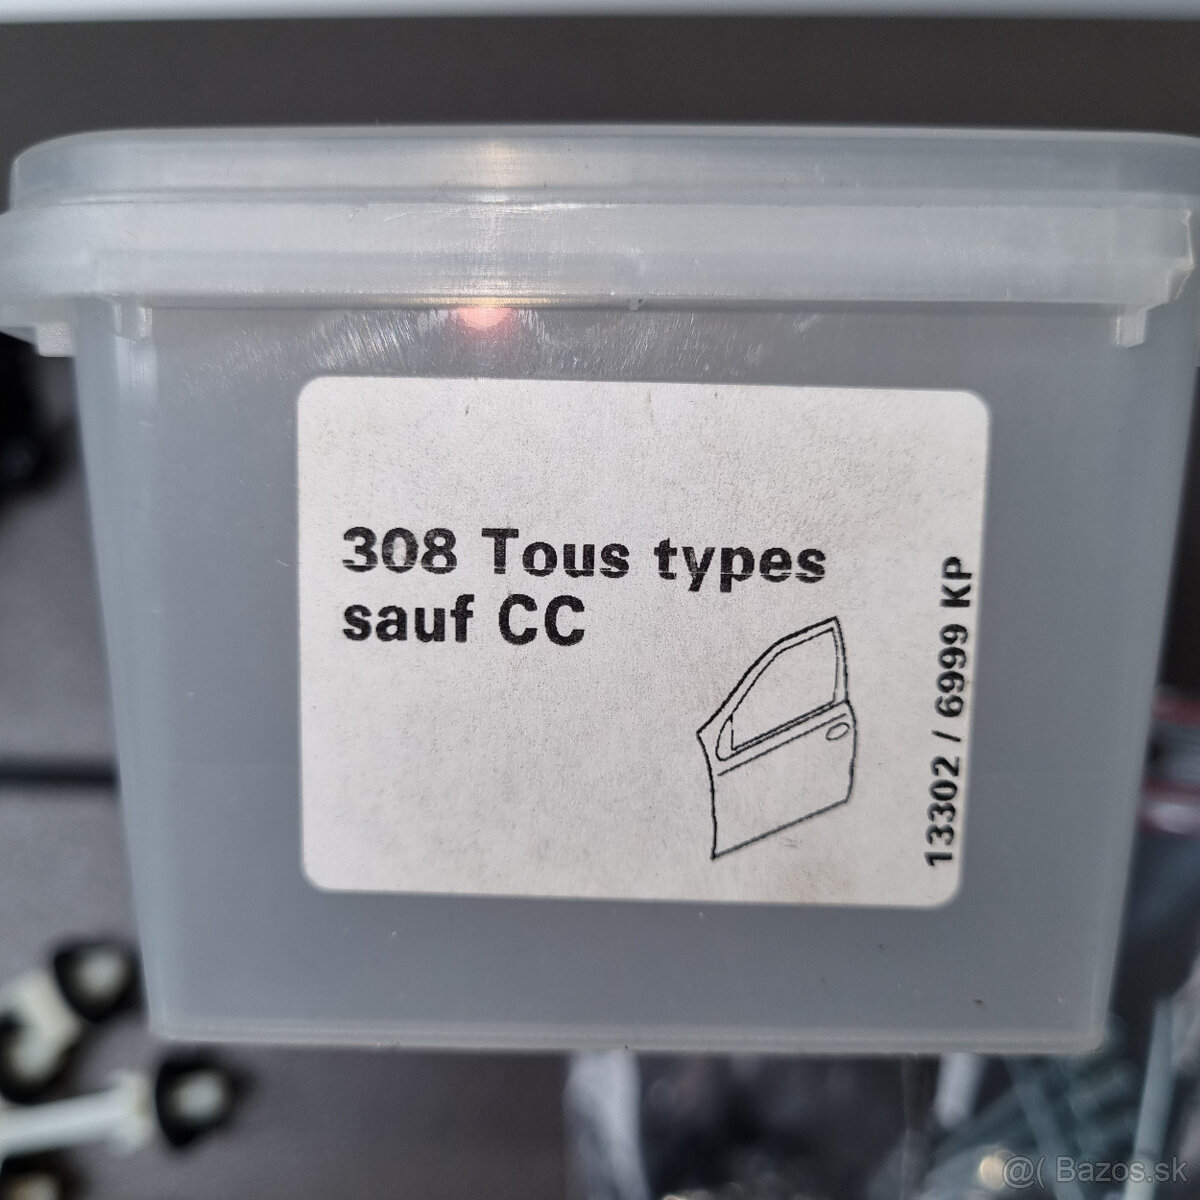 308 Tous types
sauf CC
13302 / 6999 KP
@( Bazos.sk